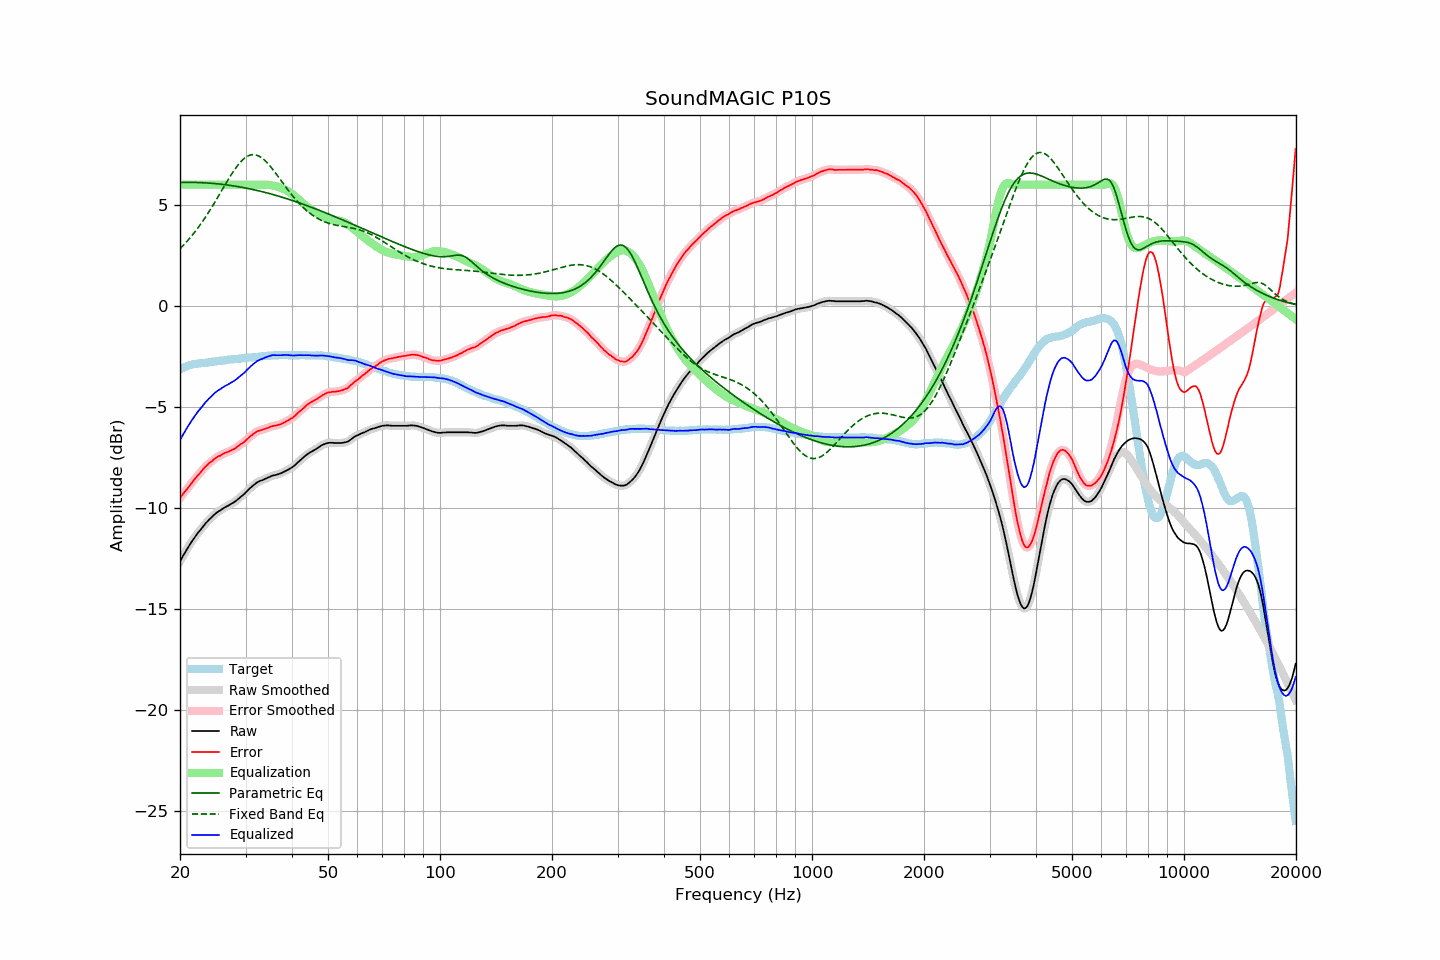 SoundMAGIC P10S
Amplitude (dBr)
5
0
−5
−10
−15
−20
−25
Target
Raw Smoothed
Error Smoothed
Raw
Error
Equalization
Parametric Eq
Fixed Band Eq
Equalized
20 50 100 200 500 1000 2000 5000 10000 20000
Frequency (Hz)